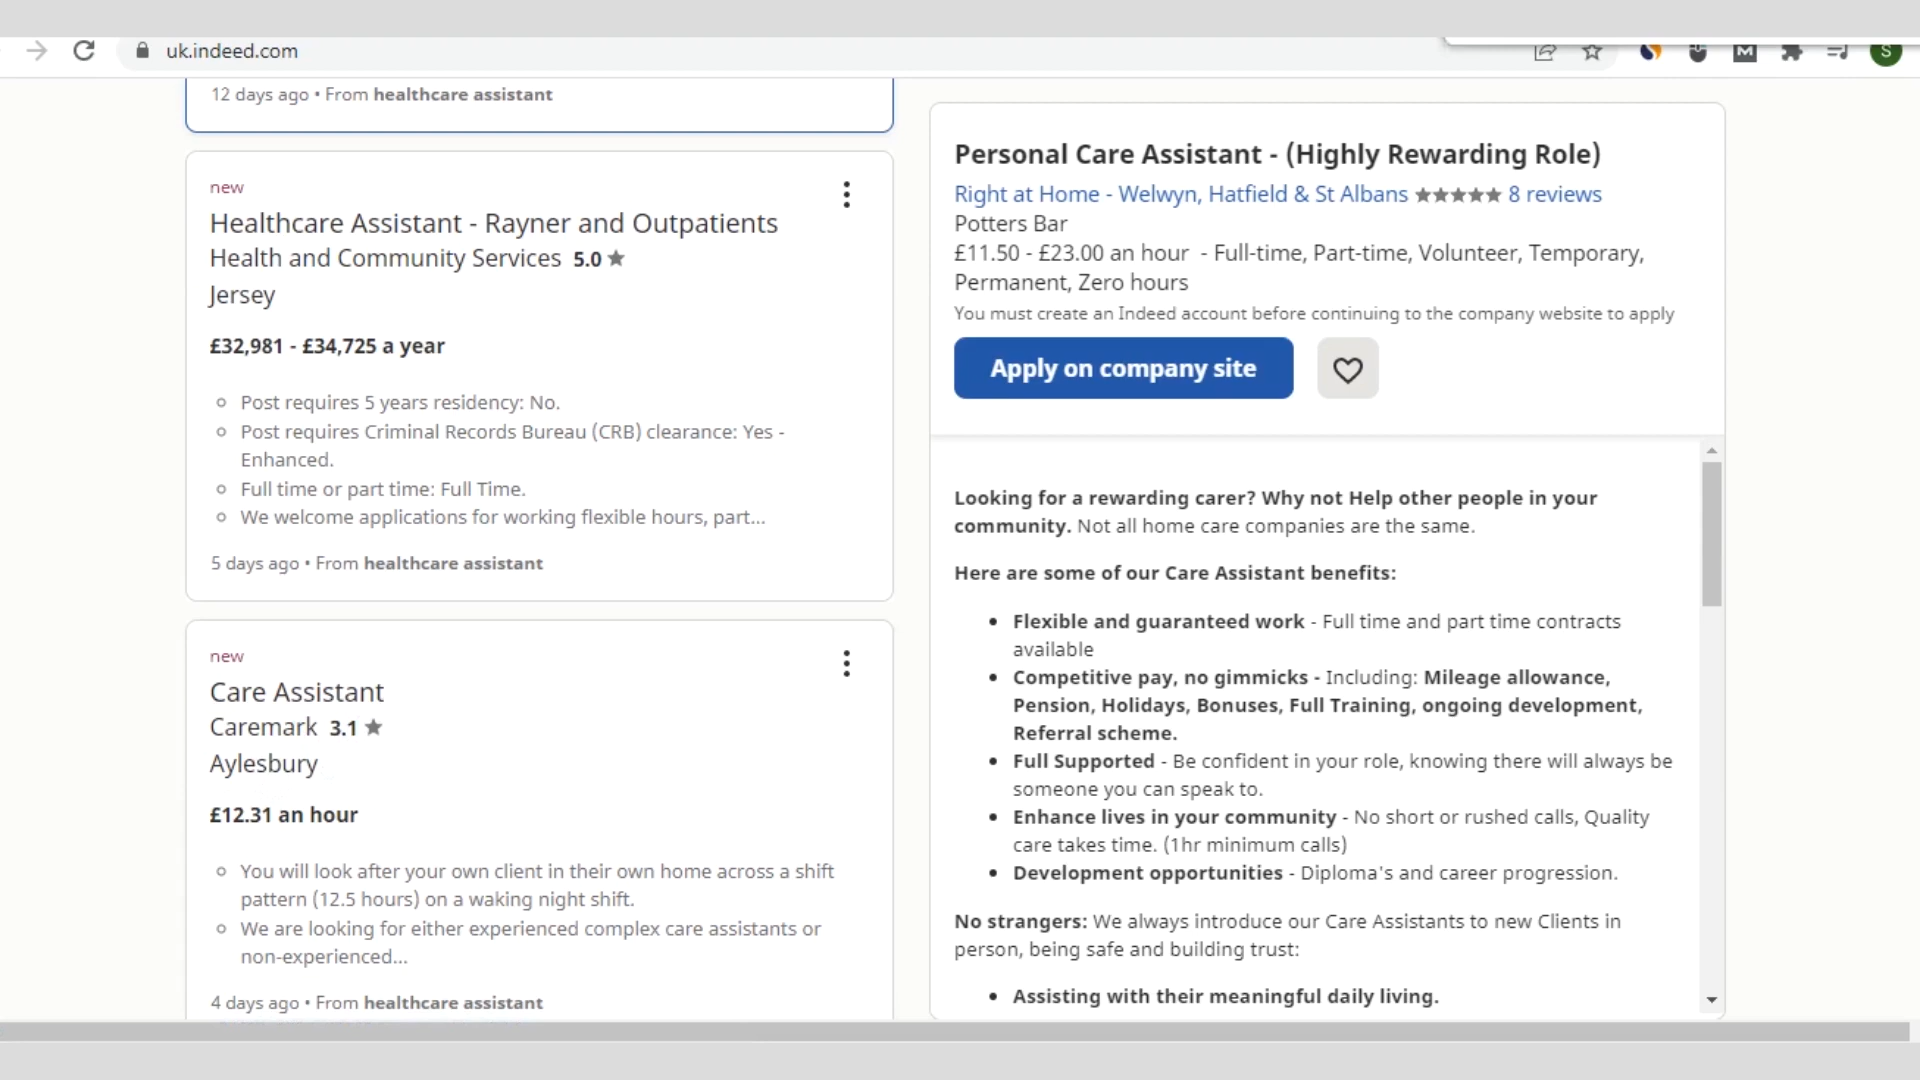 uk.indeed.com
M
S
12 days ago • From healthcare assistant
new
Healthcare Assistant - Rayner and Outpatients
Health and Community Services 5.0 ★
Jersey
£32,981 - £34,725 a year
Post requires 5 years residency: No.
Post requires Criminal Records Bureau (CRB) clearance: Yes -
Enhanced.
Full time or part time: Full Time.
We welcome applications for working flexible hours, part...
5 days ago • From healthcare assistant
new
Care Assistant
Caremark 3.1 ★
Aylesbury
£12.31 an hour
You will look after your own client in their own home across a shift
pattern (12.5 hours) on a waking night shift.
We are looking for either experienced complex care assistants or
non-experienced...
4 days ago • From healthcare assistant
Personal Care Assistant - (Highly Rewarding Role)
Right at Home - Welwyn, Hatfield & St Albans ★★★★★ 8 reviews
Potters Bar
£11.50 - £23.00 an hour - Full-time, Part-time, Volunteer, Temporary,
Permanent, Zero hours
You must create an Indeed account before continuing to the company website to apply
Apply on company site
Looking for a rewarding carer? Why not Help other people in your
community. Not all home care companies are the same.
Here are some of our Care Assistant benefits:
• Flexible and guaranteed work - Full time and part time contracts
available
• Competitive pay, no gimmicks - Including: Mileage allowance,
Pension, Holidays, Bonuses, Full Training, ongoing development,
Referral scheme.
• Full Supported - Be confident in your role, knowing there will always be
someone you can speak to.
• Enhance lives in your community - No short or rushed calls, Quality
care takes time. (1hr minimum calls)
• Development opportunities - Diploma's and career progression.
No strangers: We always introduce our Care Assistants to new Clients in
person, being safe and building trust:
• Assisting with their meaningful daily living.